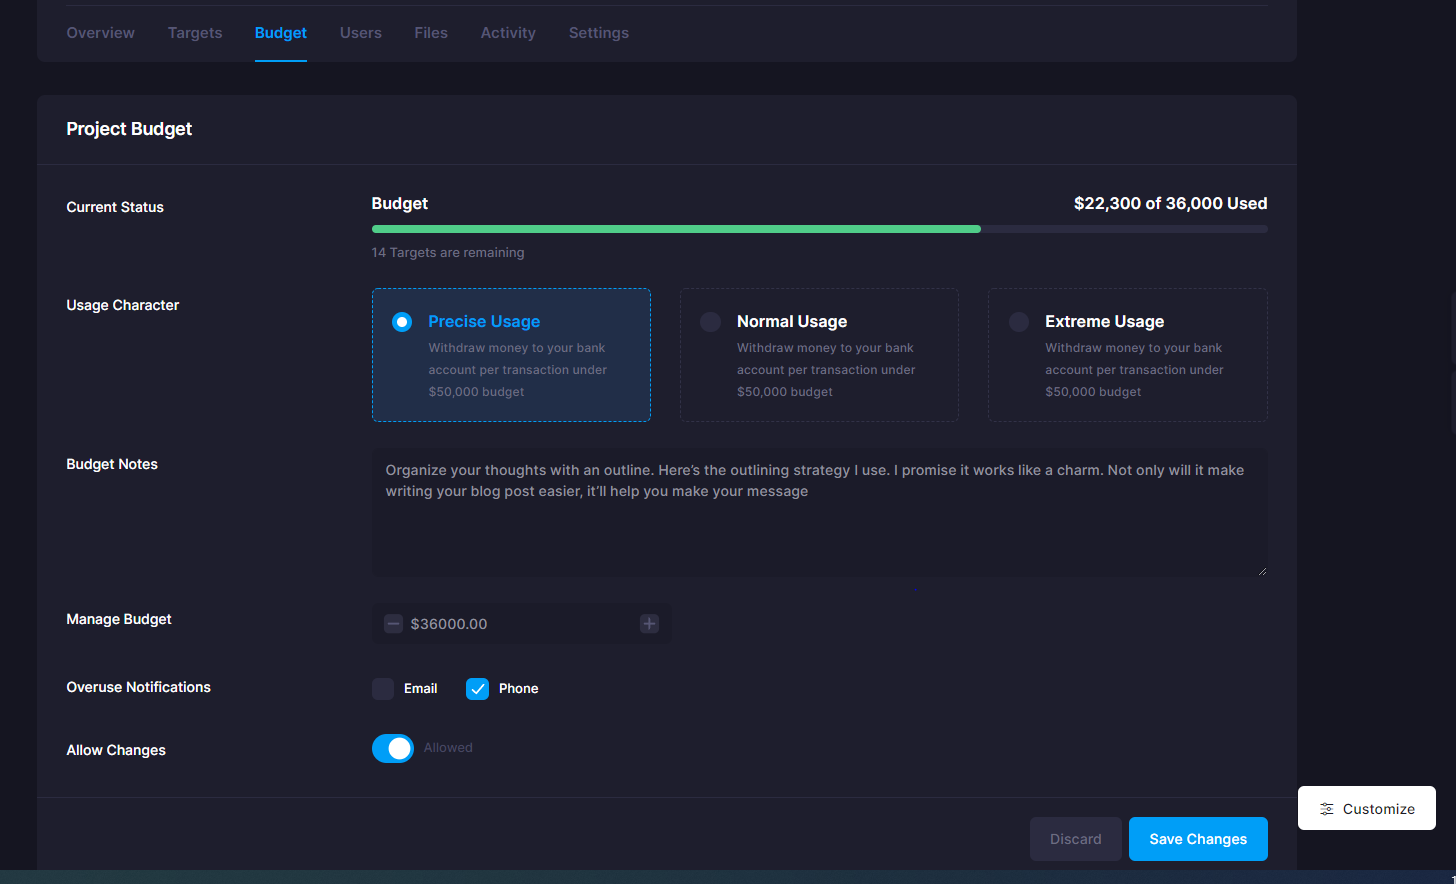 Overview Targets Budget Users Files Activity Settings
Project Budget
Current Status
Budget
$22,300 of 36,000 Used
14 Targets are remaining
Usage Character
Precise Usage
Withdraw money to your bank
account per transaction under
$50,000 budget
Normal Usage
Withdraw money to your bank
account per transaction under
$50,000 budget
Extreme Usage
Withdraw money to your bank
account per transaction under
$50,000 budget
Budget Notes
Organize your thoughts with an outline. Here’s the outlining strategy I use. I promise it works like a charm. Not only will it make
writing your blog post easier, it’ll help you make your message
Manage Budget
$36000.00
Overuse Notifications
Email
Phone
Allow Changes
Allowed
Customize
Discard
Save Changes